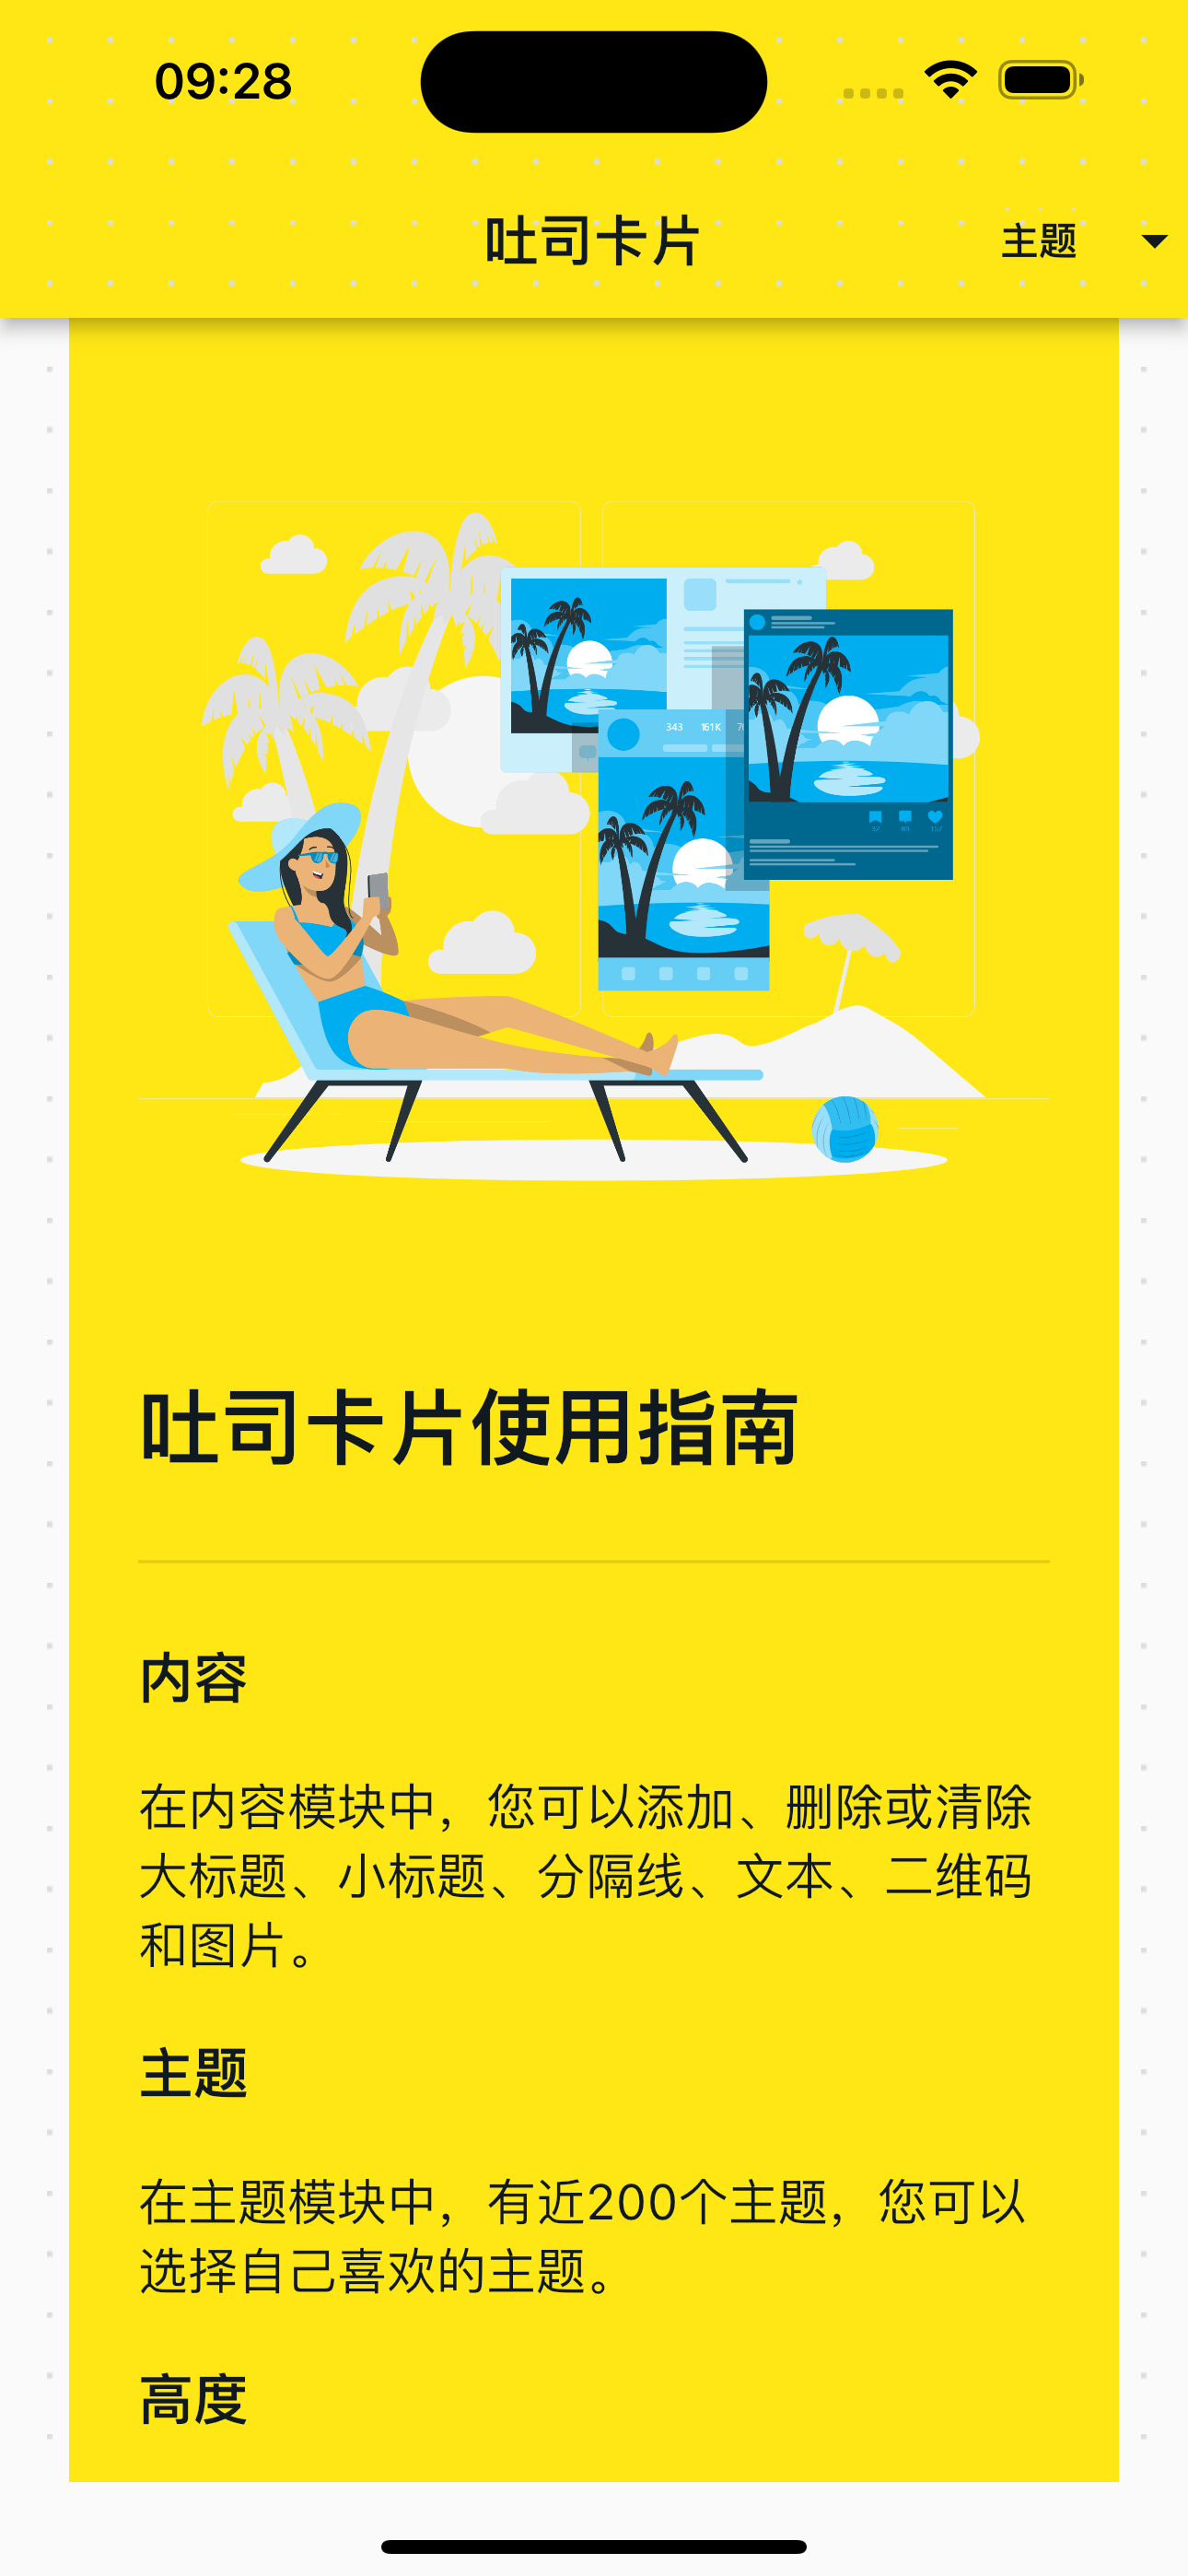 09:28
吐司卡片
主题
343 161K
52 89 152
吐司卡片使用指南
内容
在内容模块中，您可以添加、删除或清除
大标题、小标题、分隔线、文本、二维码
和图片。
主题
在主题模块中，有近200个主题，您可以
选择自己喜欢的主题。
高度